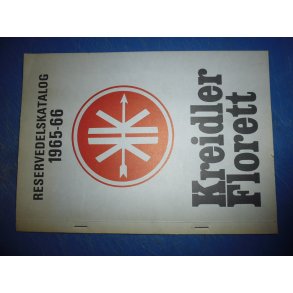 RESERVEDELSKATALOG
1965-66
Kreidler
Florett